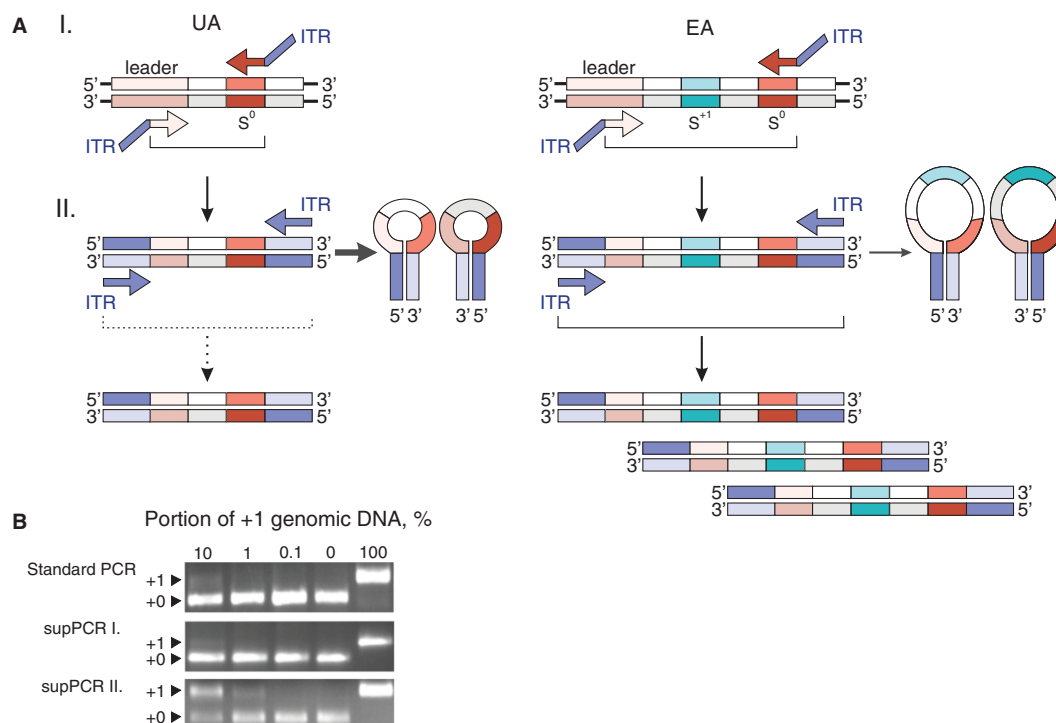 A I. UA EA
ITR ITR
leader leader
5' 3' 5' 3'
3' 5' 3' 5'
S⁰ S⁺¹ S⁰
ITR ITR
II. ITR ITR
5' 3' 5' 3'
3' 5' 3' 5'
ITR 5' 3' 3' 5' ITR 5' 3' 3' 5'
5' 3' 5' 3'
3' 5' 3' 5'
5' 3'
3' 5'
5' 3'
3' 5'
B Portion of +1 genomic DNA, %
10 1 0.1 0 100
Standard PCR
+1
+0
supPCR I.
+1
+0
supPCR II.
+1
+0